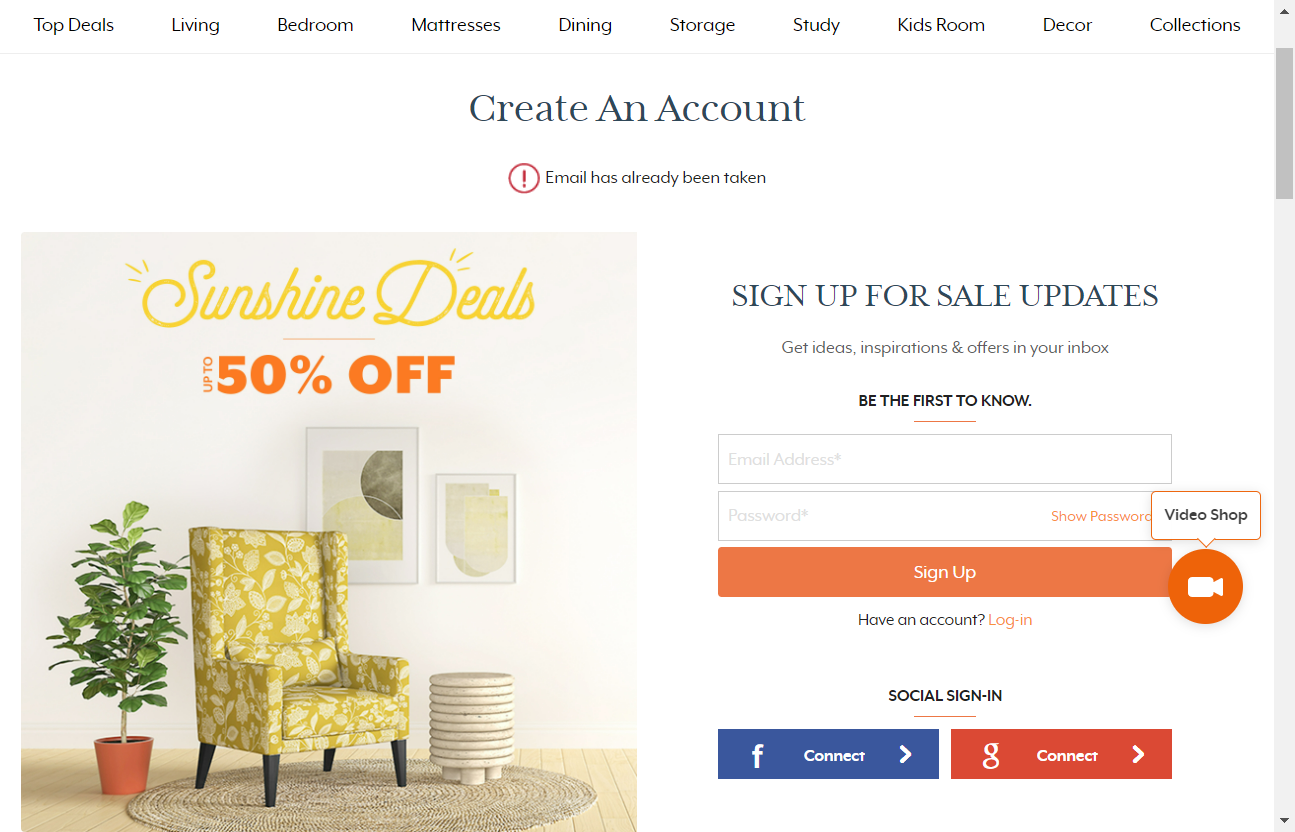 Top Deals Living Bedroom Mattresses Dining Storage Study Kids Room Decor Collections
Create An Account
Email has already been taken
Sunshine Deals
UP TO 50% OFF
SIGN UP FOR SALE UPDATES
Get ideas, inspirations & offers in your inbox
BE THE FIRST TO KNOW.
Email Address*
Password* Show Password
Video Shop
Sign Up
Have an account? Log-in
SOCIAL SIGN-IN
f Connect
g Connect